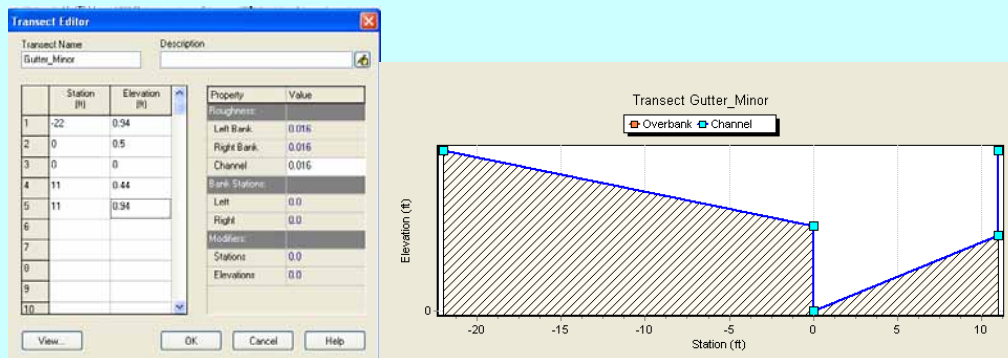 Transect Editor
Transect Name
Description
Gutter_Minor
Station (ft)
Elevation (ft)
1 -22 0.94
2 0 0.5
3 0 0
4 11 0.44
5 11 0.94
6
7
8
9
10
Property Value
Roughness:
Left Bank 0.016
Right Bank 0.016
Channel 0.016
Bank Stations:
Left 0.0
Right 0.0
Modifiers:
Stations 0.0
Elevations 0.0
View... OK Cancel Help
Transect Gutter_Minor
Overbank Channel
Elevation (ft)
0
-20 -15 -10 -5 0 5 10
Station (ft)